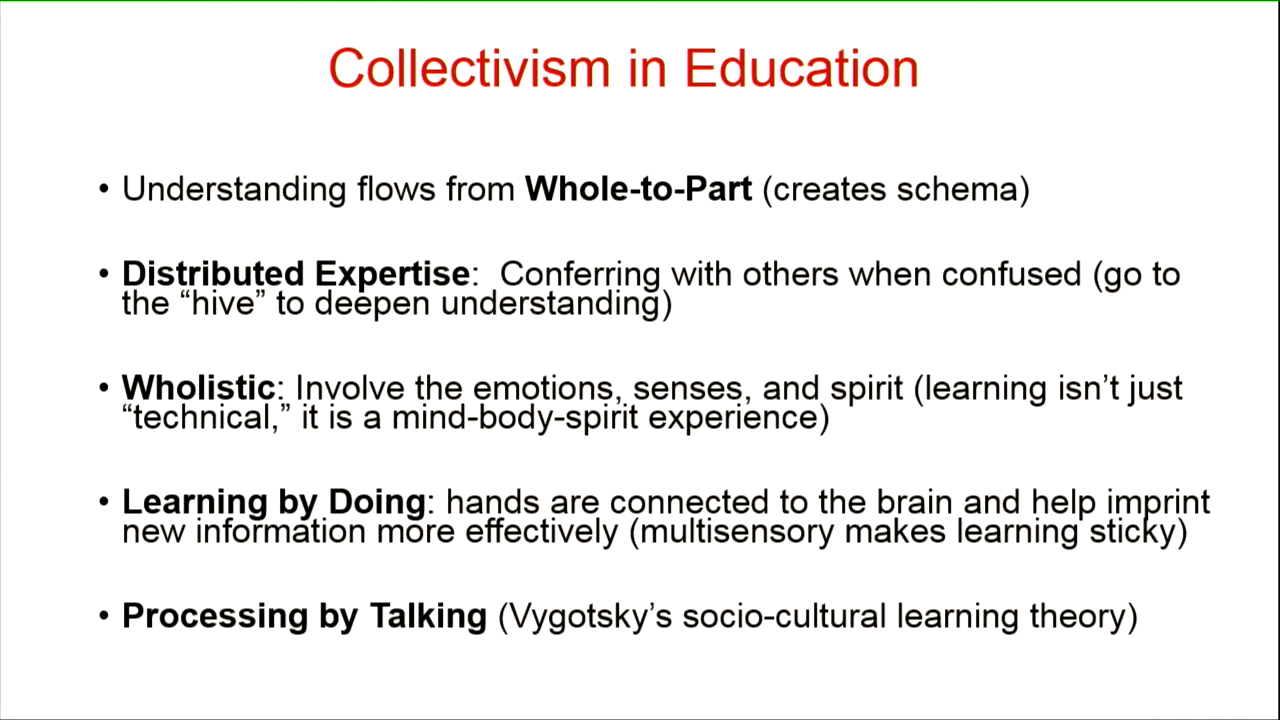 Collectivism in Education
• Understanding flows from Whole-to-Part (creates schema)
• Distributed Expertise:  Conferring with others when confused (go to
the “hive” to deepen understanding)
• Wholistic: Involve the emotions, senses, and spirit (learning isn’t just
“technical,” it is a mind-body-spirit experience)
• Learning by Doing: hands are connected to the brain and help imprint
new information more effectively (multisensory makes learning sticky)
• Processing by Talking (Vygotsky’s socio-cultural learning theory)